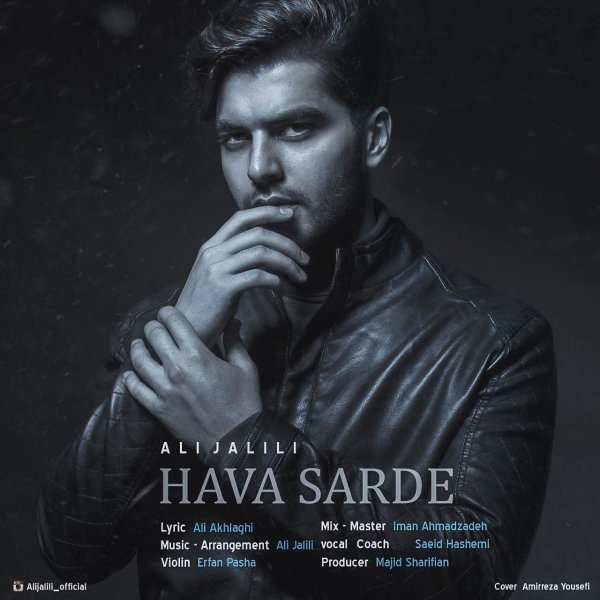 ALI JALILI
HAVA SARDE
Lyric Ali Akhlaghi
Mix - Master Iman Ahmadzadeh
Music - Arrangement Ali Jalili
vocal Coach Saeid Hashemi
Violin Erfan Pasha
Producer Majid Sharifian
Alijalili_official
Cover Amirreza Yousefi